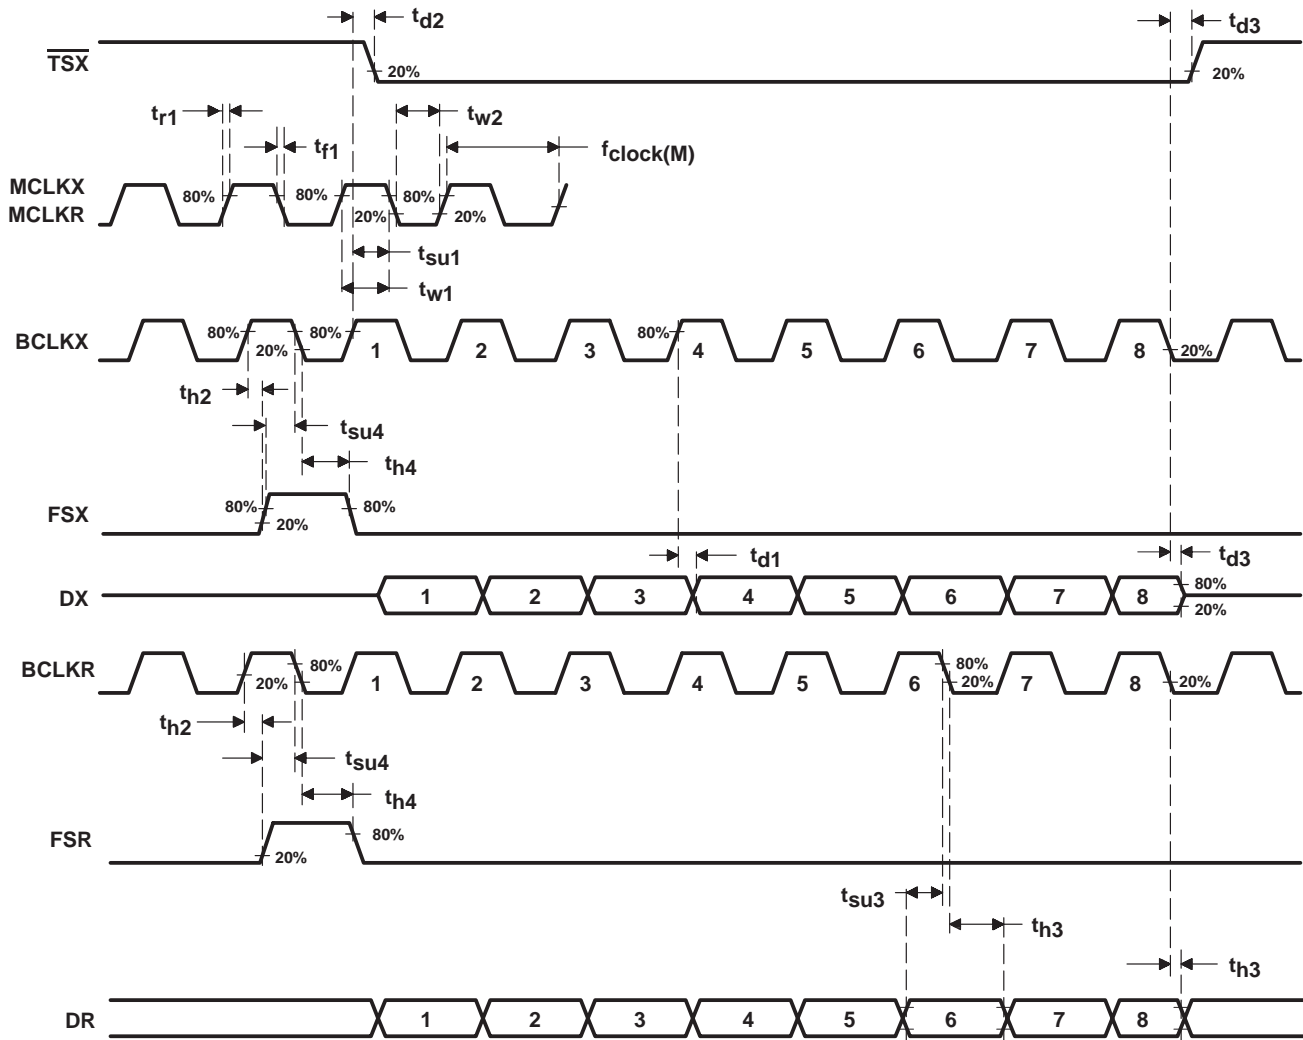 td2
td3
TSX
20%
20%
tr1
tw2
tf1
fclock(M)
MCLKX
80%
80%
80%
MCLKR
20%
20%
tsu1
tw1
BCLKX
80%
80%
80%
20%
1
2
3
4
5
6
7
8
20%
th2
tsu4
th4
FSX
80%
80%
20%
td1
td3
DX
1
2
3
4
5
6
7
8
80%
20%
BCLKR
80%
80%
20%
1
2
3
4
5
6
20%
7
8
20%
th2
tsu4
th4
FSR
80%
20%
tsu3
th3
th3
DR
1
2
3
4
5
6
7
8